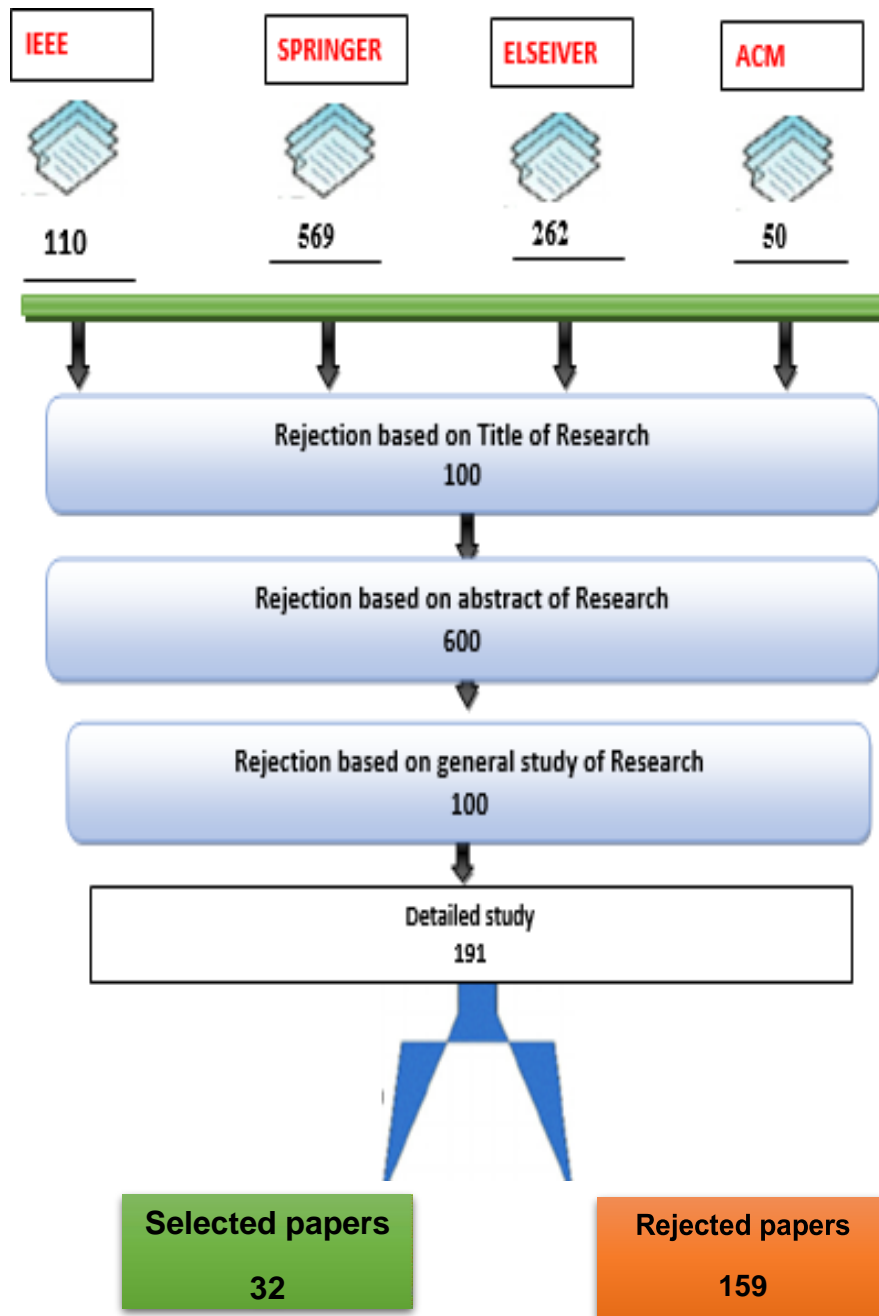 IEEE
SPRINGER
ELSEIVER
ACM
110
569
262
50
Rejection based on Title of Research
100
Rejection based on abstract of Research
600
Rejection based on general study of Research
100
Detailed study
191
Selected papers
32
Rejected papers
159